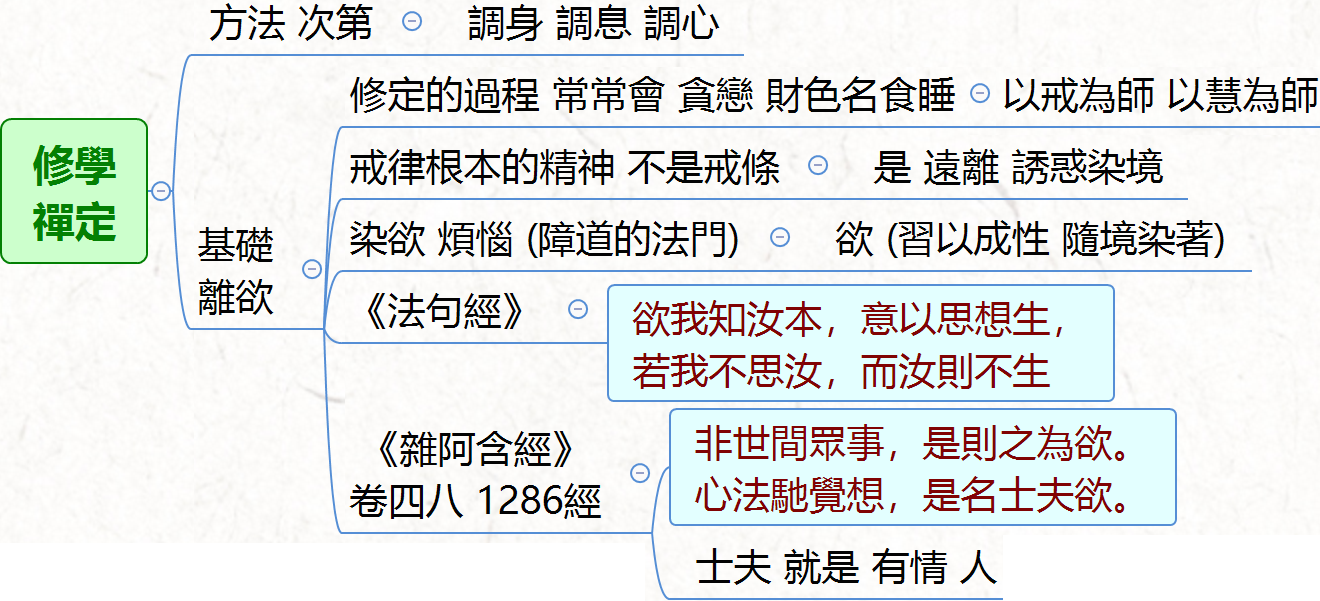 修學
禪定
方法 次第
調身 調息 調心
基礎
離欲
修定的過程 常常會 貪戀 財色名食睡
以戒為師 以慧為師
戒律根本的精神 不是戒條
是 遠離 誘惑染境
染欲 煩惱 (障道的法門)
欲 (習以成性 隨境染著)
《法句經》
欲我知汝本，意以思想生，
若我不思汝，而汝則不生
《雜阿含經》
卷四八 1286經
非世間眾事，是則之為欲。
心法馳覺想，是名士夫欲。
士夫 就是 有情 人